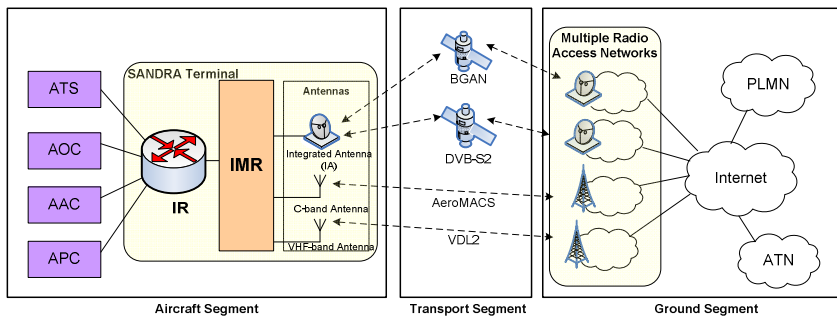 SANDRA Terminal
ATS
AOC
AAC
APC
IR
IMR
Antennas
Integrated Antenna
(IA)
C-band Antenna
VHF-band Antenna
Aircraft Segment
BGAN
DVB-S2
AeroMACS
VDL2
Transport Segment
Multiple Radio
Access Networks
PLMN
Internet
ATN
Ground Segment